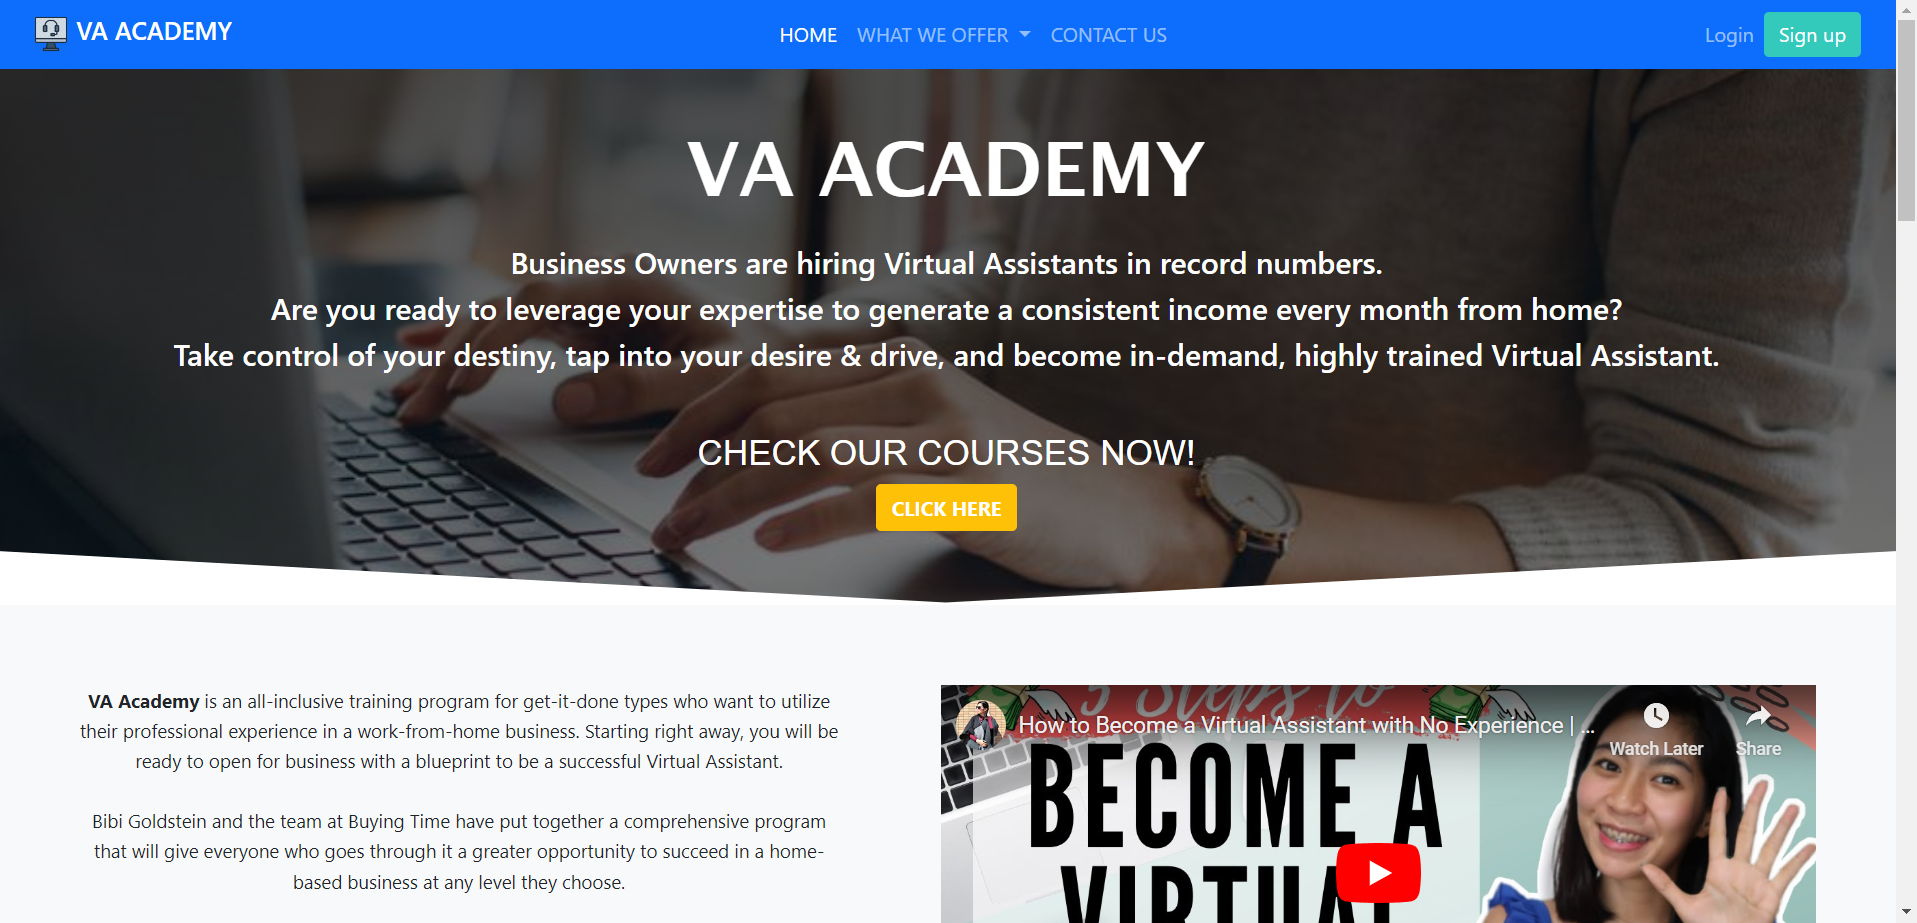 VA ACADEMY
HOME
WHAT WE OFFER
CONTACT US
Login
Sign up
VA ACADEMY
Business Owners are hiring Virtual Assistants in record numbers.
Are you ready to leverage your expertise to generate a consistent income every month from home?
Take control of your destiny, tap into your desire & drive, and become in-demand, highly trained Virtual Assistant.
CHECK OUR COURSES NOW!
CLICK HERE
VA Academy is an all-inclusive training program for get-it-done types who want to utilize
their professional experience in a work-from-home business. Starting right away, you will be
ready to open for business with a blueprint to be a successful Virtual Assistant.
Bibi Goldstein and the team at Buying Time have put together a comprehensive program
that will give everyone who goes through it a greater opportunity to succeed in a home-
based business at any level they choose.
5 Steps to
How to Become a Virtual Assistant with No Experience | ...
Watch Later
Share
BECOME A
VIRTUAL